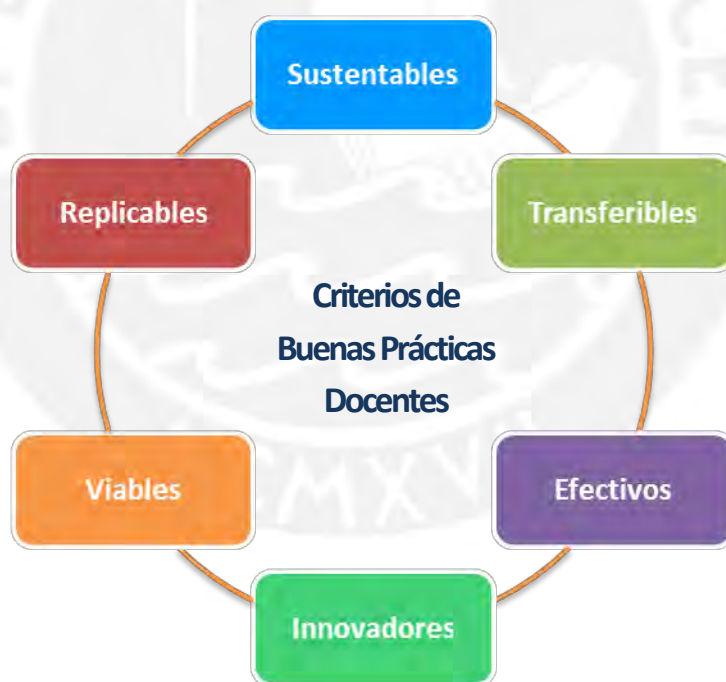 Sustentables
Replicables
Transferibles
Criterios de
Buenas Prácticas
Docentes
Viables
Efectivos
Innovadores